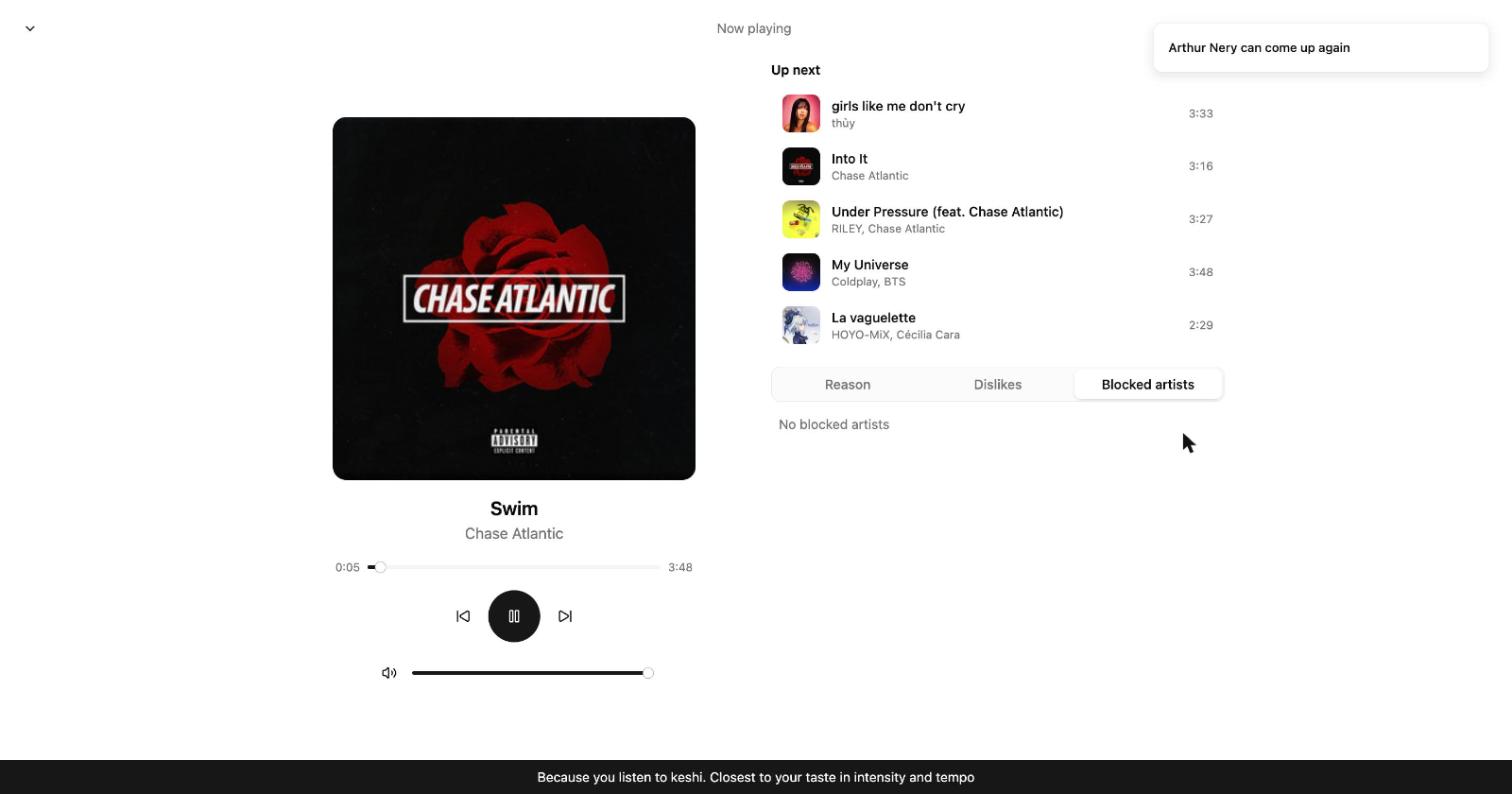 Now playing
Arthur Nery can come up again
Up next
girls like me don't cry
thủy
3:33
Into It
Chase Atlantic
3:16
Under Pressure (feat. Chase Atlantic)
RILEY, Chase Atlantic
3:27
My Universe
Coldplay, BTS
3:48
La vaguelette
HOYO-MiX, Cécilia Cara
2:29
Reason
Dislikes
Blocked artists
No blocked artists
CHASE ATLANTIC
PARENTAL
ADVISORY
EXPLICIT CONTENT
Swim
Chase Atlantic
0:05
3:48
Because you listen to keshi. Closest to your taste in intensity and tempo